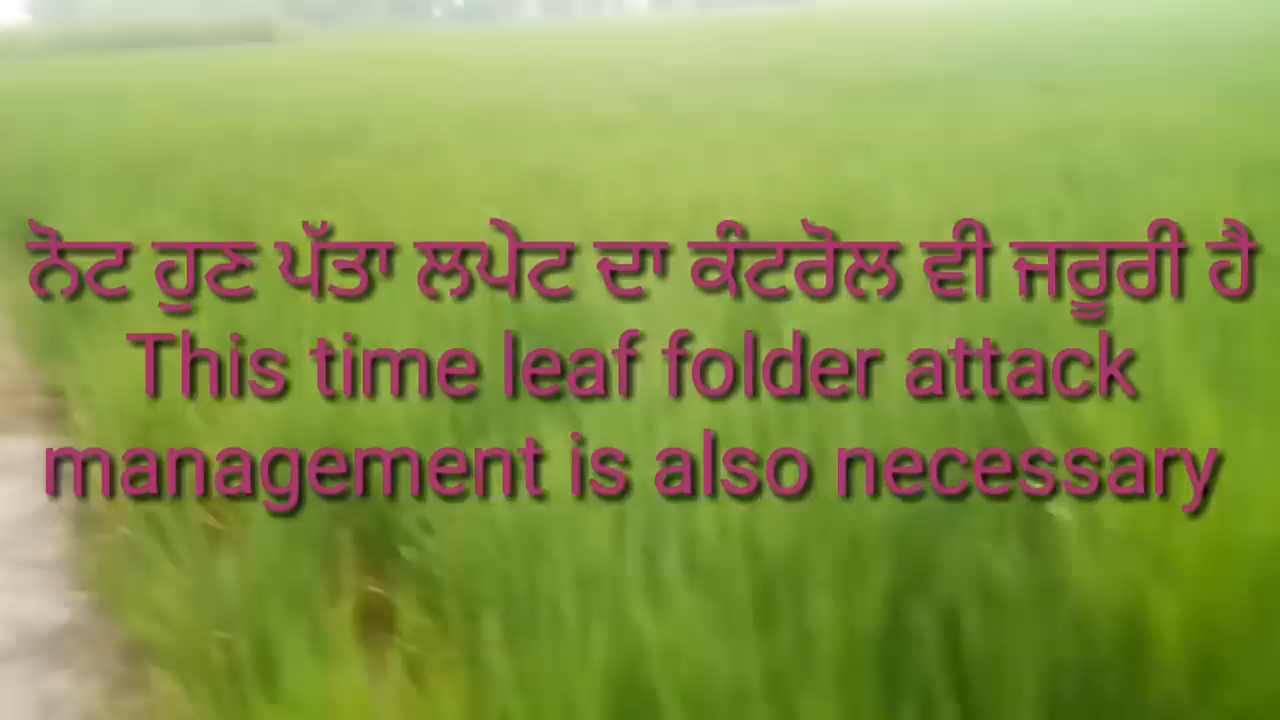 ਨੋਟ ਹੁਣ ਪੱਤਾ ਲਪੇਟ ਦਾ ਕੰਟਰੋਲ ਵੀ ਜਰੂਰੀ ਹੈ
This time leaf folder attack
management is also necessary